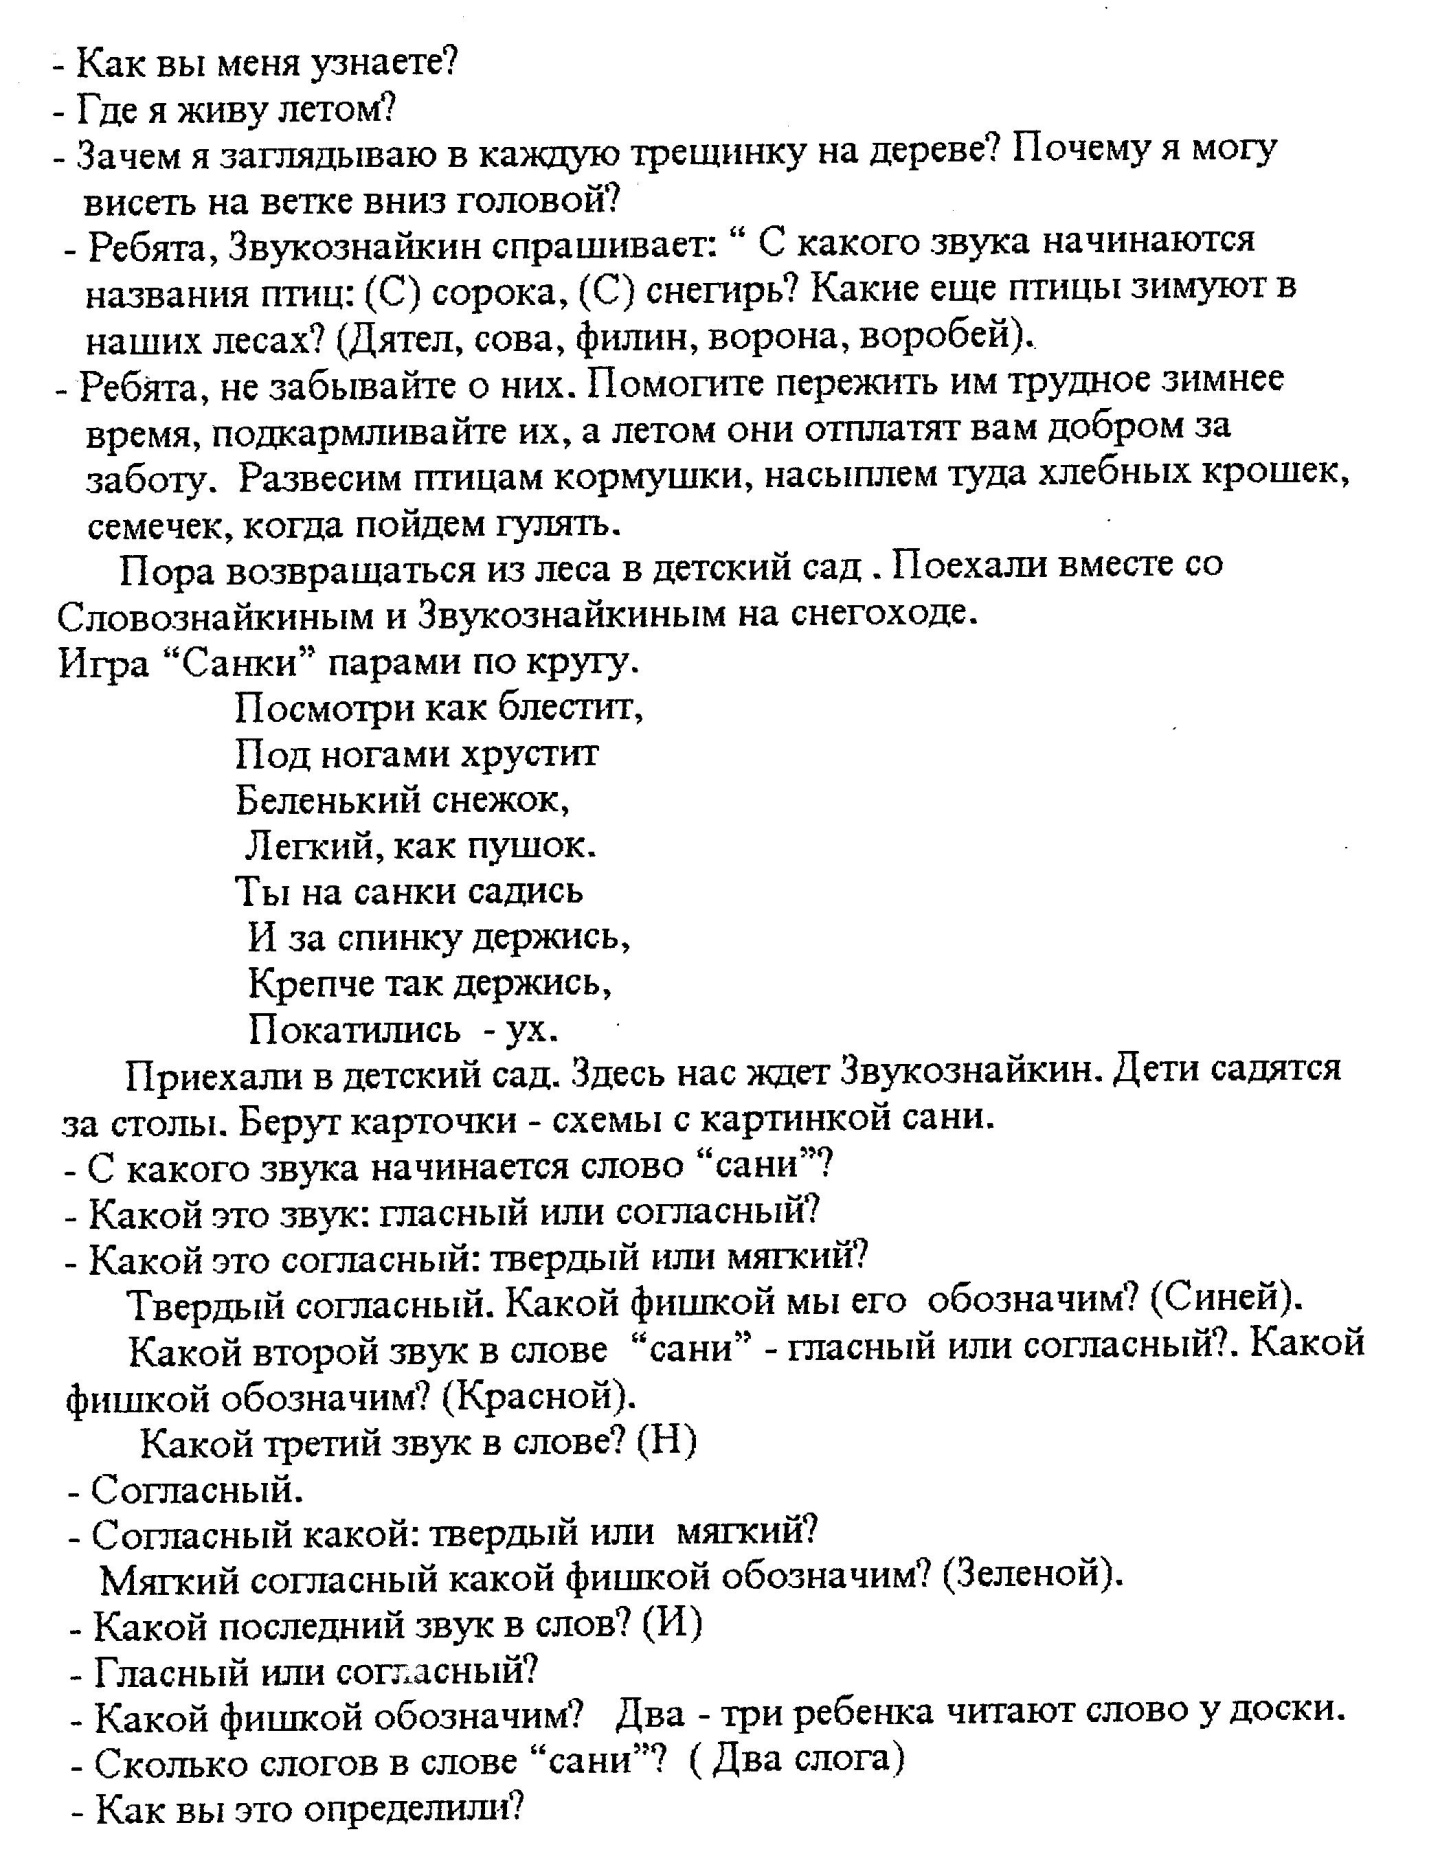 - Как вы меня узнаете?
- Где я живу летом?
- Зачем я заглядываю в каждую трещинку на дереве? Почему я могу
висеть на ветке вниз головой?
- Ребята, Звукознайкин спрашивает: “ С какого звука начинаются
названия птиц: (С) сорока, (С) снегирь? Какие еще птицы зимуют в
наших лесах? (Дятел, сова, филин, ворона, воробей).
- Ребята, не забывайте о них. Помогите пережить им трудное зимнее
время, подкармливайте их, а летом они отплатят вам добром за
заботу. Развесим птицам кормушки, насыплем туда хлебных крошек,
семечек, когда пойдем гулять.
Пора возвращаться из леса в детский сад . Поехали вместе со
Словознайкиным и Звукознайкиным на снегоходе.
Игра “Санки” парами по кругу.
Посмотри как блестит,
Под ногами хрустит
Беленький снежок,
Легкий, как пушок.
Ты на санки садись
И за спинку держись,
Крепче так держись,
Покатились - ух.
Приехали в детский сад. Здесь нас ждет Звукознайкин. Дети садятся
за столы. Берут карточки - схемы с картинкой сани.
- С какого звука начинается слово “сани”?
- Какой это звук: гласный или согласный?
- Какой это согласный: твердый или мягкий?
Твердый согласный. Какой фишкой мы его обозначим? (Синей).
Какой второй звук в слове “сани” - гласный или согласный?. Какой
фишкой обозначим? (Красной).
Какой третий звук в слове? (Н)
- Согласный.
- Согласный какой: твердый или мягкий?
Мягкий согласный какой фишкой обозначим? (Зеленой).
- Какой последний звук в слов? (И)
- Гласный или согласный?
- Какой фишкой обозначим? Два - три ребенка читают слово у доски.
- Сколько слогов в слове “сани”? ( Два слога)
- Как вы это определили?